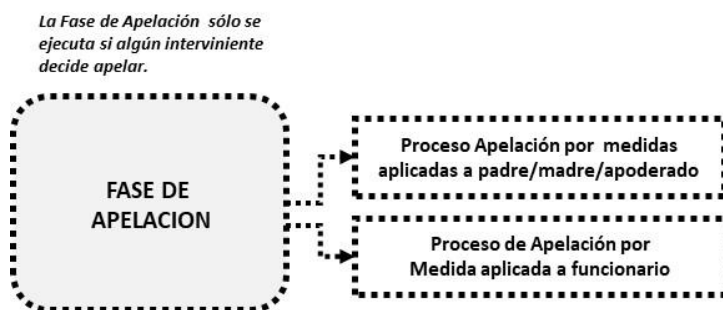 La Fase de Apelación sólo se
ejecuta si algún interviniente
decide apelar.
FASE DE
APELACION
Proceso Apelación por medidas
aplicadas a padre/madre/apoderado
Proceso de Apelación por
Medida aplicada a funcionario